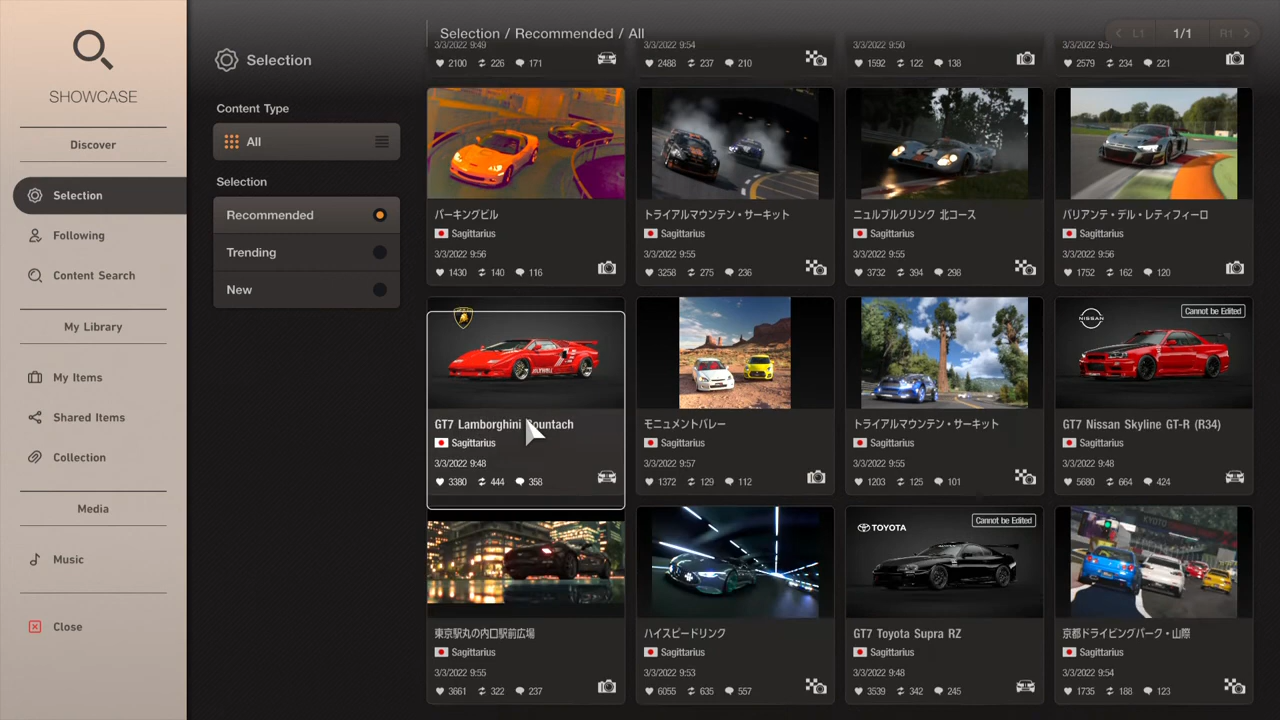 SHOWCASE
Discover
Selection
Following
Content Search
My Library
My Items
Shared Items
Collection
Media
Music
Close
Selection
Content Type
All
Selection
Recommended
Trending
New
Selection / Recommended / All
L1
1/1
R1
3/3/2022 9:49
2100 226 171
3/3/2022 9:54
2488 237 210
3/3/2022 9:50
1592 122 138
3/3/2022 9:51
2579 234 221
パーキングビル
Sagittarius
3/3/2022 9:56
1430 140 116
トライアルマウンテン・サーキット
Sagittarius
3/3/2022 9:55
3258 275 236
ニュルブルクリンク 北コース
Sagittarius
3/3/2022 9:55
3732 394 298
バリアンテ・デル・レティフィーロ
Sagittarius
3/3/2022 9:56
1752 162 120
GT7 Lamborghini Countach
Sagittarius
3/3/2022 9:48
3380 444 358
モニュメントバレー
Sagittarius
3/3/2022 9:57
1372 129 112
トライアルマウンテン・サーキット
Sagittarius
3/3/2022 9:55
1203 125 101
NISSAN
Cannot be Edited
GT7 Nissan Skyline GT-R (R34)
Sagittarius
3/3/2022 9:48
5680 664 424
東京駅丸の内口駅前広場
Sagittarius
3/3/2022 9:55
3661 322 237
ハイスピードリンク
Sagittarius
3/3/2022 9:53
6055 635 557
TOYOTA
Cannot be Edited
GT7 Toyota Supra RZ
Sagittarius
3/3/2022 9:48
3539 342 245
KYOTO
京都ドライビングパーク・山際
Sagittarius
3/3/2022 9:54
1735 188 123